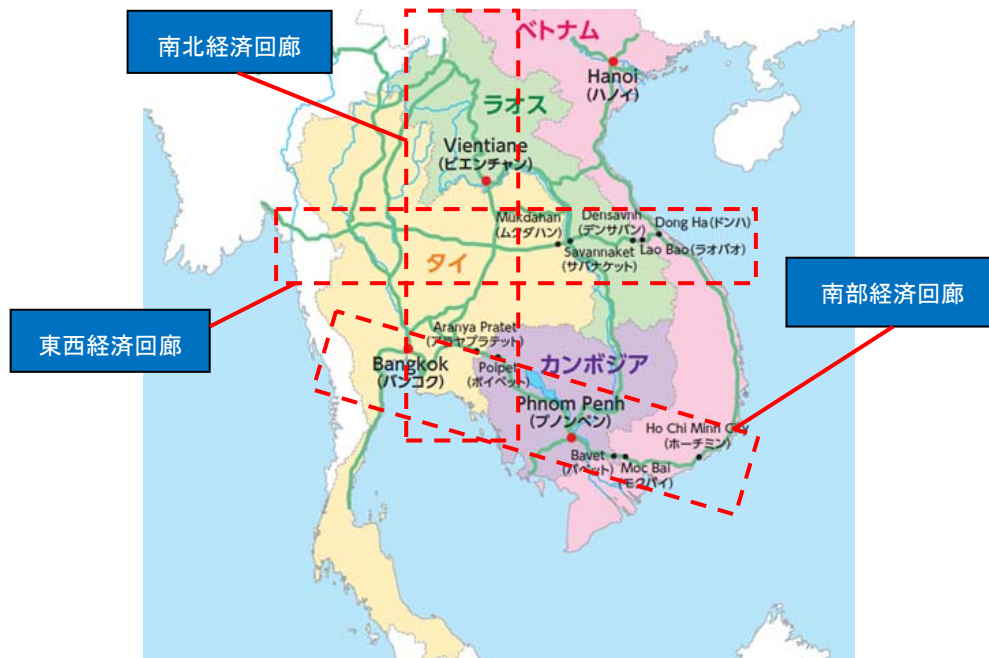 南北経済回廊
ベトナム
Hanoi
(ハノイ)
ラオス
Vientiane
(ビエンチャン)
Mukdahan
(ムクダハン)
Densavnh
(デンサバン)
Dong Ha(ドンハ)
Savannaket
(サバナケット)
Lao Bao(ラオバオ)
タイ
南部経済回廊
東西経済回廊
Aranya Pratet
(アラヤプラテット)
Bangkok
(バンコク)
Poipet
(ポイペット)
カンボジア
Phnom Penh
(プノンペン)
Ho Chi Minh City
(ホーチミン)
Bavet
(バベット)
Moc Bai
(モクバイ)